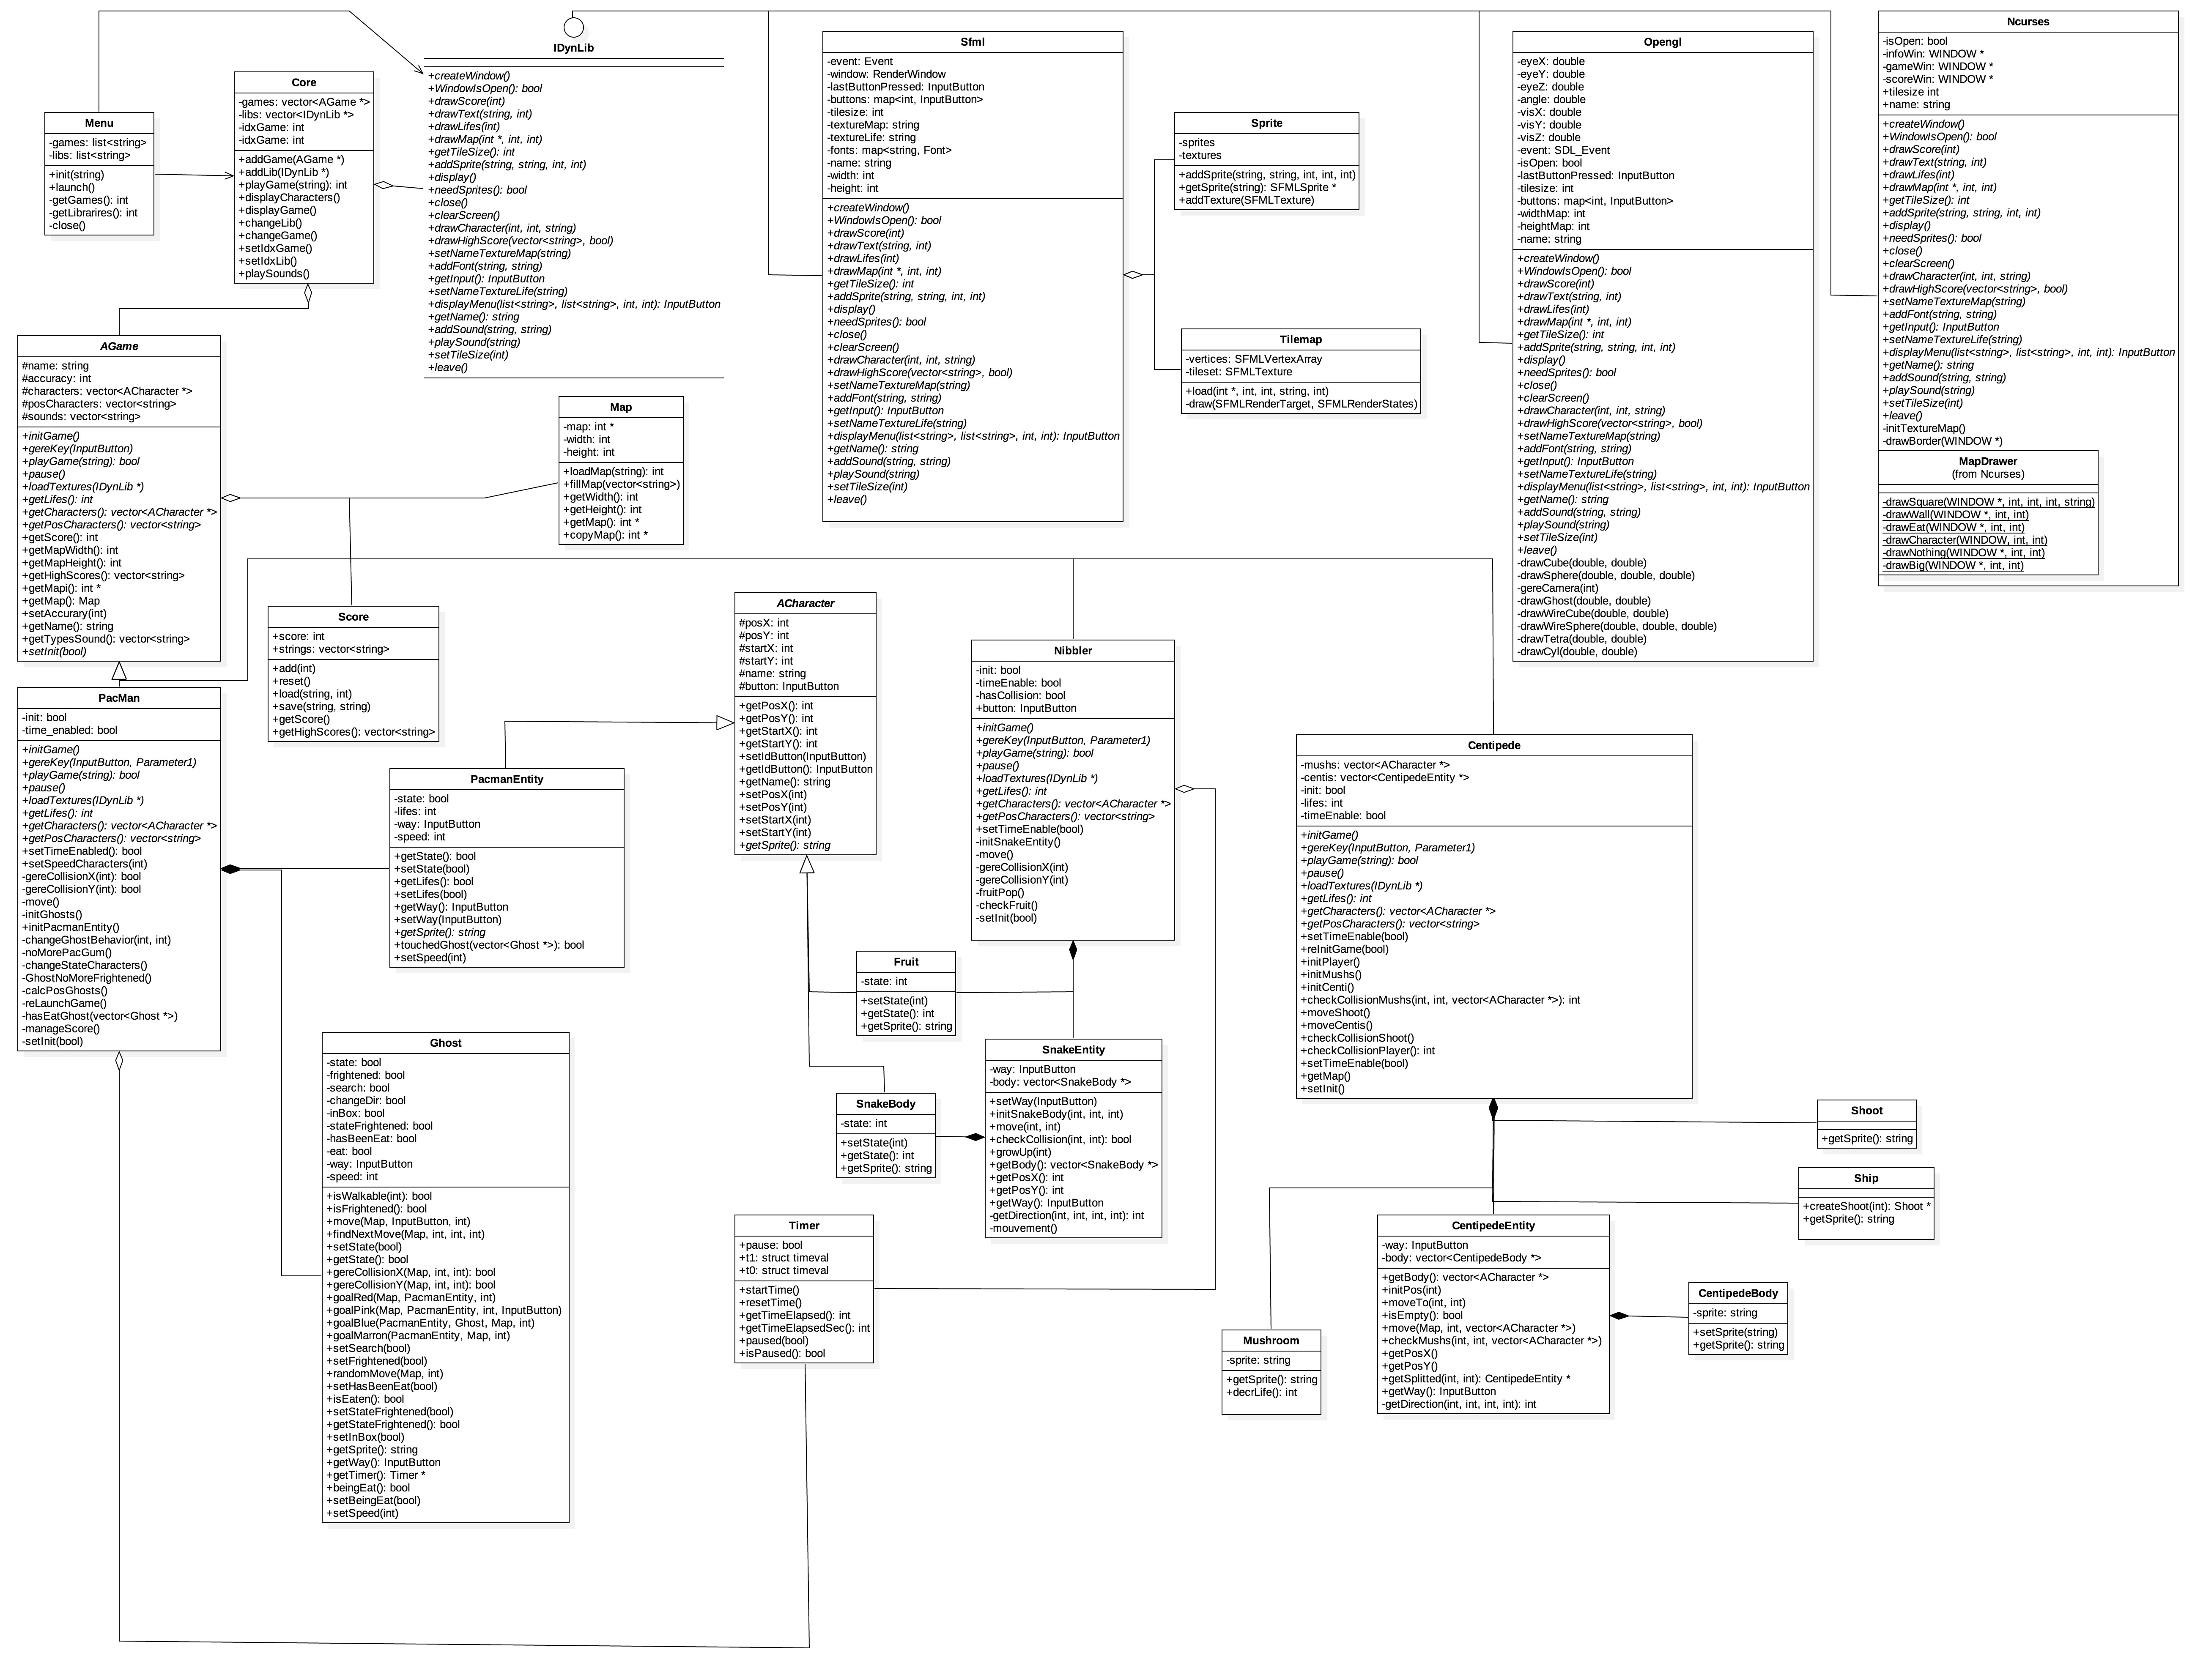 Menu
-games: list<string>
-libs: list<string>
+init(string)
+launch()
-getGames(): int
-getLibrarires(): int
-close()
Core
-games: vector<AGame *>
-libs: vector<IDynLib *>
-idxGame: int
-idxGame: int
+addGame(AGame *)
+addLib(IDynLib *)
+playGame(string): int
+displayCharacters()
+displayGame()
+changeLib()
+changeGame()
+setIdxGame()
+setIdxLib()
+playSounds()
IDynLib
+createWindow()
+WindowIsOpen(): bool
+drawScore(int)
+drawText(string, int)
+drawLifes(int)
+drawMap(int *, int, int)
+getTileSize(): int
+addSprite(string, string, int, int)
+display()
+needSprites(): bool
+close()
+clearScreen()
+drawCharacter(int, int, string)
+drawHighScore(vector<string>, bool)
+setNameTextureMap(string)
+addFont(string, string)
+getInput(): InputButton
+setNameTextureLife(string)
+displayMenu(list<string>, list<string>, int, int): InputButton
+getName(): string
+addSound(string, string)
+playSound(string)
+setTileSize(int)
+leave()
Sfml
-event: Event
-window: RenderWindow
-lastButtonPressed: InputButton
-buttons: map<int, InputButton>
-tilesize: int
-textureMap: string
-textureLife: string
-fonts: map<string, Font>
-name: string
-width: int
-height: int
+createWindow()
+WindowIsOpen(): bool
+drawScore(int)
+drawText(string, int)
+drawLifes(int)
+drawMap(int *, int, int)
+getTileSize(): int
+addSprite(string, string, int, int)
+display()
+needSprites(): bool
+close()
+clearScreen()
+drawCharacter(int, int, string)
+drawHighScore(vector<string>, bool)
+setNameTextureMap(string)
+addFont(string, string)
+getInput(): InputButton
+setNameTextureLife(string)
+displayMenu(list<string>, list<string>, int, int): InputButton
+getName(): string
+addSound(string, string)
+playSound(string)
+setTileSize(int)
+leave()
Sprite
-sprites
-textures
+addSprite(string, string, int, int, int)
+getSprite(string): SFMLSprite *
+addTexture(SFMLTexture)
Tilemap
-vertices: SFMLVertexArray
-tileset: SFMLTexture
+load(int *, int, int, string, int)
-draw(SFMLRenderTarget, SFMLRenderStates)
Opengl
-eyeX: double
-eyeY: double
-eyeZ: double
-angle: double
-visX: double
-visY: double
-visZ: double
-event: SDL_Event
-isOpen: bool
-lastButtonPressed: InputButton
-tilesize: int
-buttons: map<int, InputButton>
-widthMap: int
-heightMap: int
-name: string
+createWindow()
+WindowIsOpen(): bool
+drawScore(int)
+drawText(string, int)
+drawLifes(int)
+drawMap(int *, int, int)
+getTileSize(): int
+addSprite(string, string, int, int)
+display()
+needSprites(): bool
+close()
+clearScreen()
+drawCharacter(int, int, string)
+drawHighScore(vector<string>, bool)
+setNameTextureMap(string)
+addFont(string, string)
+getInput(): InputButton
+setNameTextureLife(string)
+displayMenu(list<string>, list<string>, int, int): InputButton
+getName(): string
+addSound(string, string)
+playSound(string)
+setTileSize(int)
+leave()
-drawCube(double, double)
-drawSphere(double, double, double)
-gereCamera(int)
-drawGhost(double, double)
-drawWireCube(double, double)
-drawWireSphere(double, double, double)
-drawTetra(double, double)
-drawCyl(double, double)
Ncurses
-isOpen: bool
-infoWin: WINDOW *
-gameWin: WINDOW *
-scoreWin: WINDOW *
+tilesize int
+name: string
+createWindow()
+WindowIsOpen(): bool
+drawScore(int)
+drawText(string, int)
+drawLifes(int)
+drawMap(int *, int, int)
+getTileSize(): int
+addSprite(string, string, int, int)
+display()
+needSprites(): bool
+close()
+clearScreen()
+drawCharacter(int, int, string)
+drawHighScore(vector<string>, bool)
+setNameTextureMap(string)
+addFont(string, string)
+getInput(): InputButton
+setNameTextureLife(string)
+displayMenu(list<string>, list<string>, int, int): InputButton
+getName(): string
+addSound(string, string)
+playSound(string)
+setTileSize(int)
+leave()
-initTextureMap()
-drawBorder(WINDOW *)
MapDrawer
(from Ncurses)
-drawSquare(WINDOW *, int, int, int, string)
-drawWall(WINDOW *, int, int)
-drawEat(WINDOW *, int, int)
-drawCharacter(WINDOW, int, int)
-drawNothing(WINDOW *, int, int)
-drawBig(WINDOW *, int, int)
AGame
#name: string
#accuracy: int
#characters: vector<ACharacter *>
#posCharacters: vector<string>
#sounds: vector<string>
+initGame()
+gereKey(InputButton)
+playGame(string): bool
+pause()
+loadTextures(IDynLib *)
+getLifes(): int
+getCharacters(): vector<ACharacter *>
+getPosCharacters(): vector<string>
+getScore(): int
+getMapWidth(): int
+getMapHeight(): int
+getHighScores(): vector<string>
+getMapi(): int *
+getMap(): Map
+setAccurary(int)
+getName(): string
+getTypesSound(): vector<string>
+setInit(bool)
Map
-map: int *
-width: int
-height: int
+loadMap(string): int
+fillMap(vector<string>)
+getWidth(): int
+getHeight(): int
+getMap(): int *
+copyMap(): int *
Score
+score: int
+strings: vector<string>
+add(int)
+reset()
+load(string, int)
+save(string, string)
+getScore()
+getHighScores(): vector<string>
PacMan
-init: bool
-time_enabled: bool
+initGame()
+gereKey(InputButton, Parameter1)
+playGame(string): bool
+pause()
+loadTextures(IDynLib *)
+getLifes(): int
+getCharacters(): vector<ACharacter *>
+getPosCharacters(): vector<string>
+setTimeEnabled(): bool
+setSpeedCharacters(int)
-gereCollisionX(int): bool
-gereCollisionY(int): bool
-move()
-initGhosts()
+initPacmanEntity()
-changeGhostBehavior(int, int)
-noMorePacGum()
-changeStateCharacters()
-GhostNoMoreFrightened()
-calcPosGhosts()
-reLaunchGame()
-hasEatGhost(vector<Ghost *>)
-manageScore()
-setInit(bool)
PacmanEntity
-state: bool
-lifes: int
-way: InputButton
-speed: int
+getState(): bool
+setState(bool)
+getLifes(): bool
+setLifes(bool)
+getWay(): InputButton
+setWay(InputButton)
+getSprite(): string
+touchedGhost(vector<Ghost *>): bool
+setSpeed(int)
Ghost
-state: bool
-frightened: bool
-search: bool
-changeDir: bool
-inBox: bool
-stateFrightened: bool
-hasBeenEat: bool
-eat: bool
-way: InputButton
-speed: int
+isWalkable(int): bool
+isFrightened(): bool
+move(Map, InputButton, int)
+findNextMove(Map, int, int, int)
+setState(bool)
+getState(): bool
+gereCollisionX(Map, int, int): bool
+gereCollisionY(Map, int, int): bool
+goalRed(Map, PacmanEntity, int)
+goalPink(Map, PacmanEntity, int, InputButton)
+goalBlue(PacmanEntity, Ghost, Map, int)
+goalMarron(PacmanEntity, Map, int)
+setSearch(bool)
+setFrightened(bool)
+randomMove(Map, int)
+setHasBeenEat(bool)
+isEaten(): bool
+setStateFrightened(bool)
+getStateFrightened(): bool
+setInBox(bool)
+getSprite(): string
+getWay(): InputButton
+getTimer(): Timer *
+beingEat(): bool
+setBeingEat(bool)
+setSpeed(int)
ACharacter
#posX: int
#posY: int
#startX: int
#startY: int
#name: string
#button: InputButton
+getPosX(): int
+getPosY(): int
+getStartX(): int
+getStartY(): int
+setIdButton(InputButton)
+getIdButton(): InputButton
+getName(): string
+setPosX(int)
+setPosY(int)
+setStartX(int)
+setStartY(int)
+getSprite(): string
Nibbler
-init: bool
-timeEnable: bool
-hasCollision: bool
+button: InputButton
+initGame()
+gereKey(InputButton, Parameter1)
+playGame(string): bool
+pause()
+loadTextures(IDynLib *)
+getLifes(): int
+getCharacters(): vector<ACharacter *>
+getPosCharacters(): vector<string>
+setTimeEnable(bool)
-initSnakeEntity()
-move()
-gereCollisionX(int)
-gereCollisionY(int)
-fruitPop()
-checkFruit()
-setInit(bool)
Fruit
-state: int
+setState(int)
+getState(): int
+getSprite(): string
SnakeBody
-state: int
+setState(int)
+getState(): int
+getSprite(): string
SnakeEntity
-way: InputButton
-body: vector<SnakeBody *>
+setWay(InputButton)
+initSnakeBody(int, int, int)
+move(int, int)
+checkCollision(int, int): bool
+growUp(int)
+getBody(): vector<SnakeBody *>
+getPosX(): int
+getPosY(): int
+getWay(): InputButton
-getDirection(int, int, int, int): int
-mouvement()
Timer
+pause: bool
+t1: struct timeval
+t0: struct timeval
+startTime()
+resetTime()
+getTimeElapsed(): int
+getTimeElapsedSec(): int
+paused(bool)
+isPaused(): bool
Centipede
-mushs: vector<ACharacter *>
-centis: vector<CentipedeEntity *>
-init: bool
-lifes: int
-timeEnable: bool
+initGame()
+gereKey(InputButton, Parameter1)
+playGame(string): bool
+pause()
+loadTextures(IDynLib *)
+getLifes(): int
+getCharacters(): vector<ACharacter *>
+getPosCharacters(): vector<string>
+setTimeEnable(bool)
+reInitGame(bool)
+initPlayer()
+initMushs()
+initCenti()
+checkCollisionMushs(int, int, vector<ACharacter *>): int
+moveShoot()
+moveCentis()
+checkCollisionShoot()
+checkCollisionPlayer(): int
+setTimeEnable(bool)
+getMap()
+setInit()
Shoot
+getSprite(): string
Ship
+createShoot(int): Shoot *
+getSprite(): string
CentipedeEntity
-way: InputButton
-body: vector<CentipedeBody *>
+getBody(): vector<ACharacter *>
+initPos(int)
+moveTo(int, int)
+isEmpty(): bool
+move(Map, int, vector<ACharacter *>)
+checkMushs(int, int, vector<ACharacter *>)
+getPosX()
+getPosY()
+getSplitted(int, int): CentipedeEntity *
+getWay(): InputButton
-getDirection(int, int, int, int): int
CentipedeBody
-sprite: string
+setSprite(string)
+getSprite(): string
Mushroom
-sprite: string
+getSprite(): string
+decrLife(): int